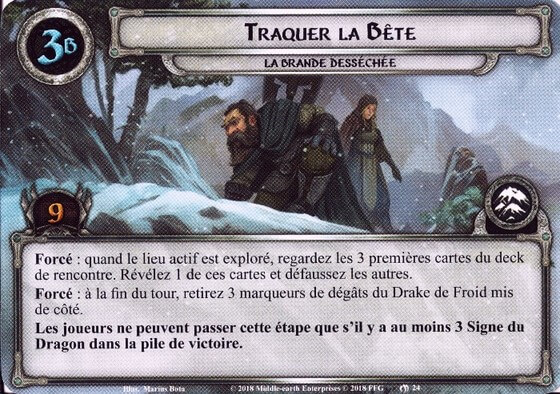 3B
TRAQUER LA BÊTE
LA BRANDE DESSÉCHÉE
9
Forcé : quand le lieu actif est exploré, regardez les 3 premières cartes du deck
de rencontre. Révélez 1 de ces cartes et défaussez les autres.
Forcé : à la fin du tour, retirez 3 marqueurs de dégâts du Drake de Froid mis
de côté.
Les joueurs ne peuvent passer cette étape que s'il y a au moins 3 Signe du
Dragon dans la pile de victoire.
Illus. Marius Bota
© 2018 Middle-earth Enterprises © 2018 FFG
24